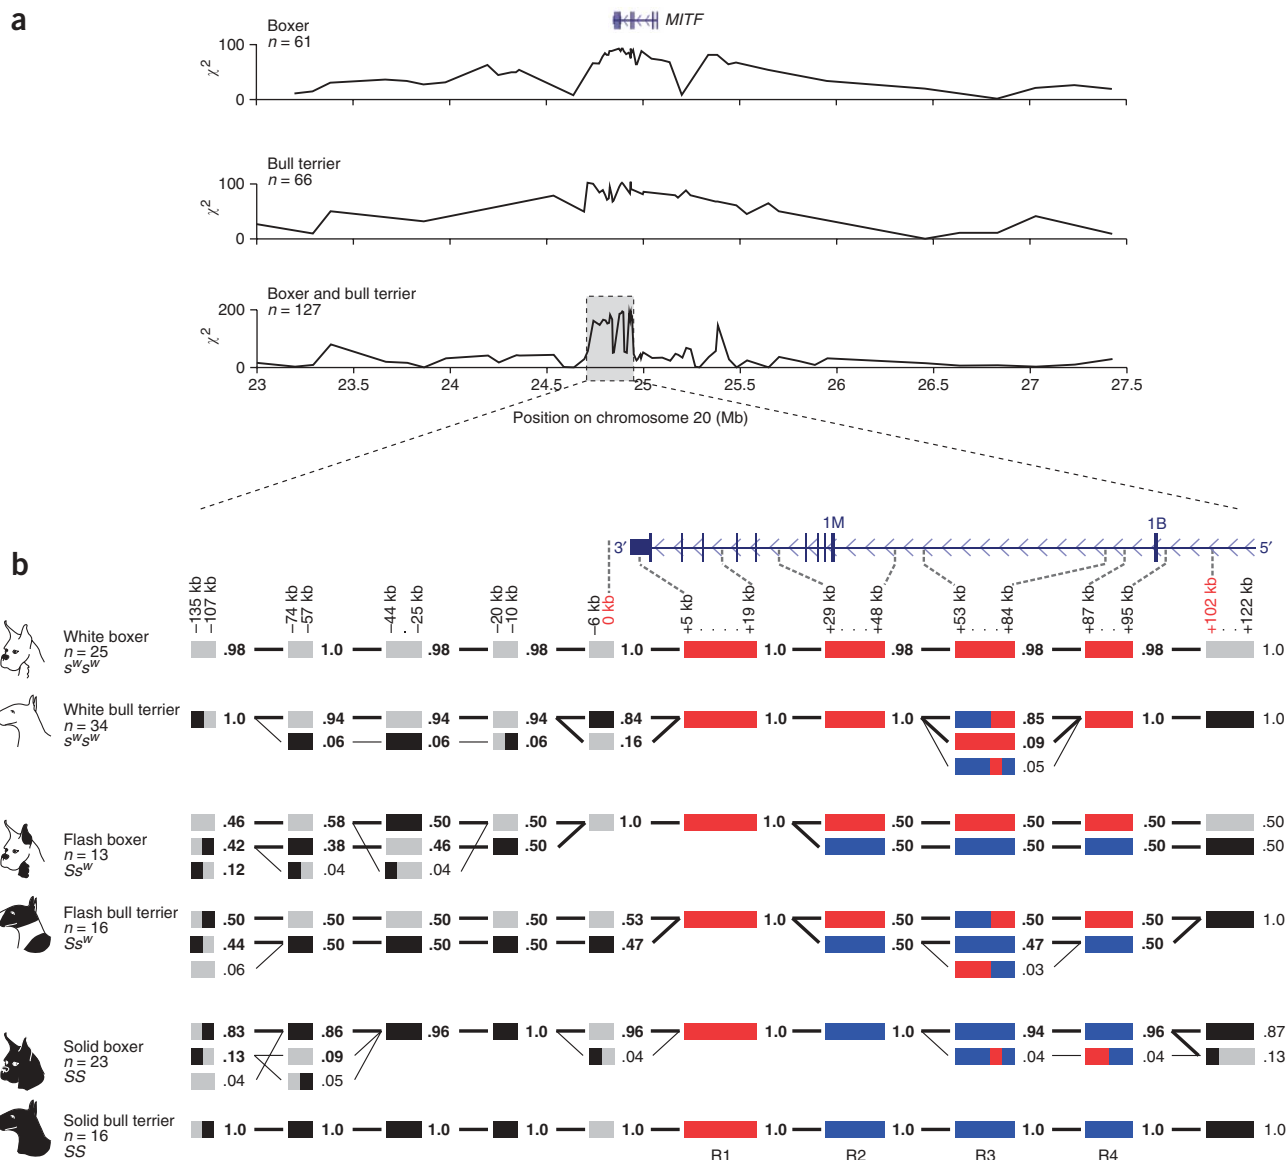 a
MITF
Boxer
n = 61
100
χ2
0
Bull terrier
n = 66
100
χ2
0
Boxer and bull terrier
n = 127
200
χ2
0
23 23.5 24 24.5 25 25.5 26 26.5 27 27.5
Position on chromosome 20 (Mb)
b
3′ 1M 1B 5′
−135 kb −107 kb −74 kb −57 kb −44 kb −25 kb −20 kb −10 kb −6 kb 0 kb +5 kb +19 kb +29 kb +48 kb +53 kb +84 kb +87 kb +95 kb +102 kb +122 kb
White boxer
n = 25
swsw
.98 1.0 .98 .98 1.0 1.0 .98 .98 .98 1.0
White bull terrier
n = 34
swsw
1.0 .94 .94 .94 .84 1.0 1.0 .85 1.0 1.0
.06 .06 .06 .16 .09
.05
Flash boxer
n = 13
Ssw
.46 .58 .50 .50 1.0 1.0 .50 .50 .50 .50
.42 .38 .46 .50 .50 .50 .50 .50
.12 .04 .04
Flash bull terrier
n = 16
Ssw
.50 .50 .50 .50 .53 1.0 .50 .50 .50 1.0
.44 .50 .50 .50 .47 .50 .47 .50
.06 .03
Solid boxer
n = 23
SS
.83 .86 .96 1.0 .96 1.0 1.0 .94 .96 .87
.13 .09 .04 .04 .04 .13
.04 .05
Solid bull terrier
n = 16
SS
1.0 1.0 1.0 1.0 1.0 1.0 1.0 1.0 1.0 1.0
R1 R2 R3 R4